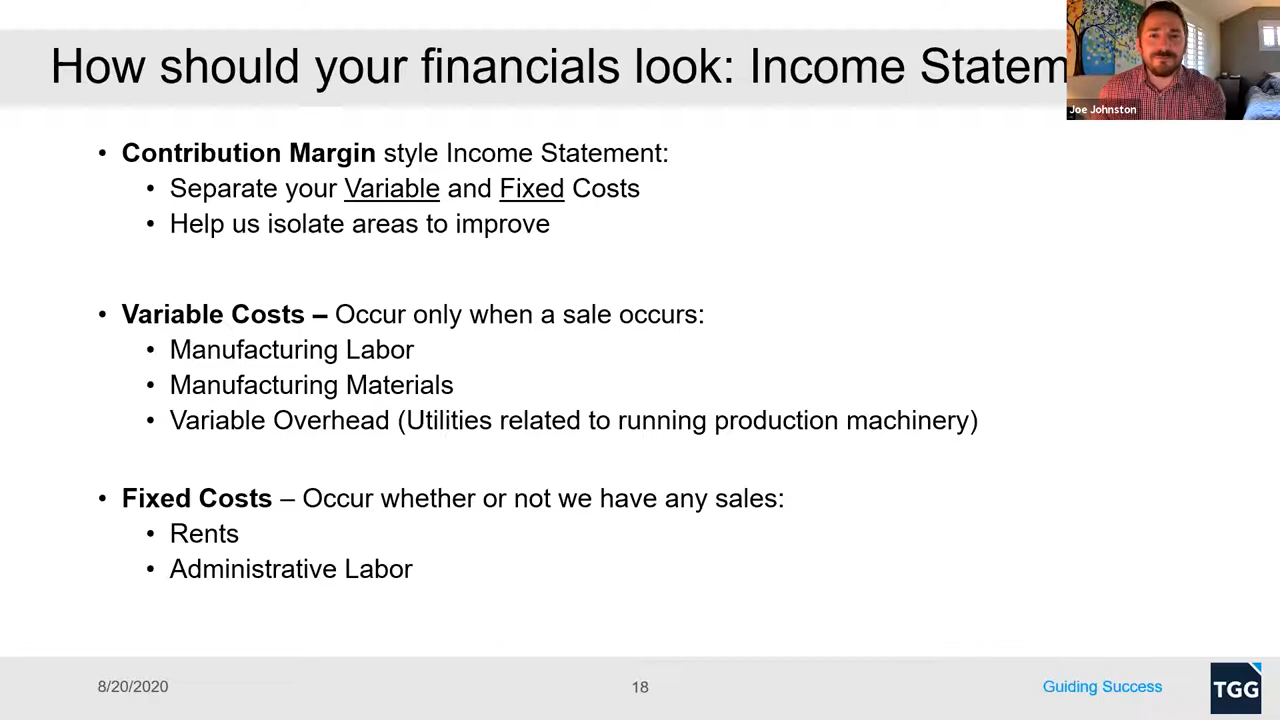 How should your financials look: Income Statem
Joe Johnston
• Contribution Margin style Income Statement:
• Separate your Variable and Fixed Costs
• Help us isolate areas to improve
• Variable Costs – Occur only when a sale occurs:
• Manufacturing Labor
• Manufacturing Materials
• Variable Overhead (Utilities related to running production machinery)
• Fixed Costs – Occur whether or not we have any sales:
• Rents
• Administrative Labor
8/20/2020
18
Guiding Success
TGG